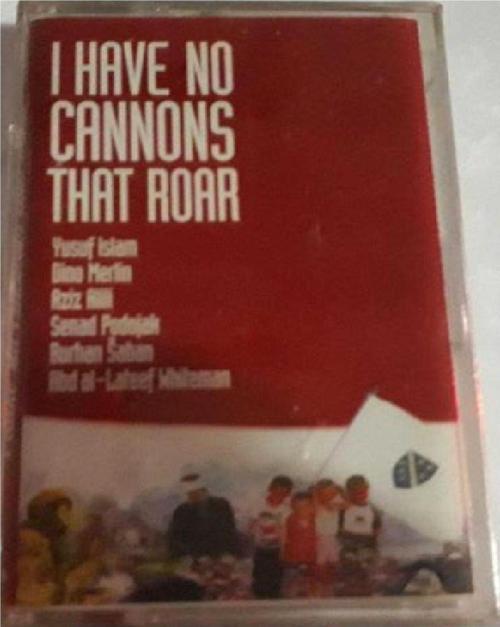 I HAVE NO
CANNONS
THAT ROAR
Yusuf Islam
Dino Merlin
Aziz Alili
Senad Podojak
Burhan Šaban
Abd al-Lateef Whiteman